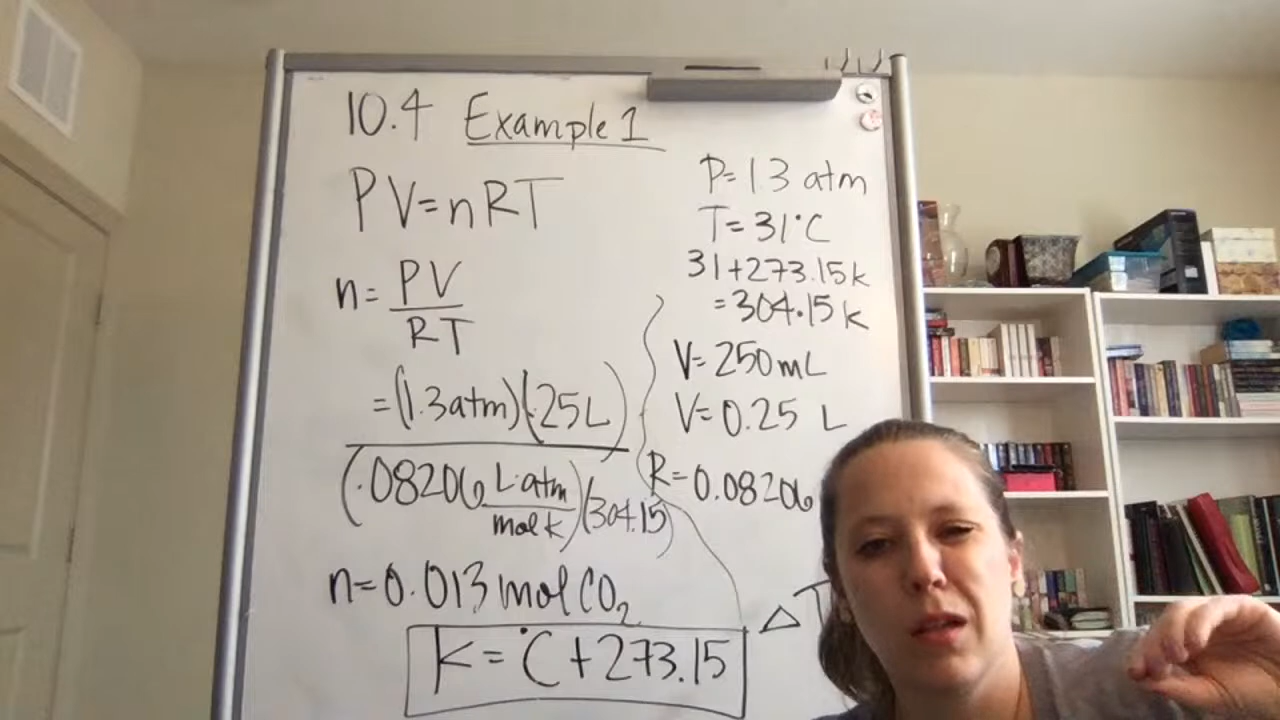 10.4 Example 1
PV=nRT
n= PV
RT
=(1.3atm)(.25L)
(.08206 L·atm
mol k)(304.15)
n=0.013 mol CO₂
K=°C+273.15
P=1.3 atm
T=31°C
31+273.15k
=304.15k
V=250mL
V=0.25 L
R=0.08206
ΔT